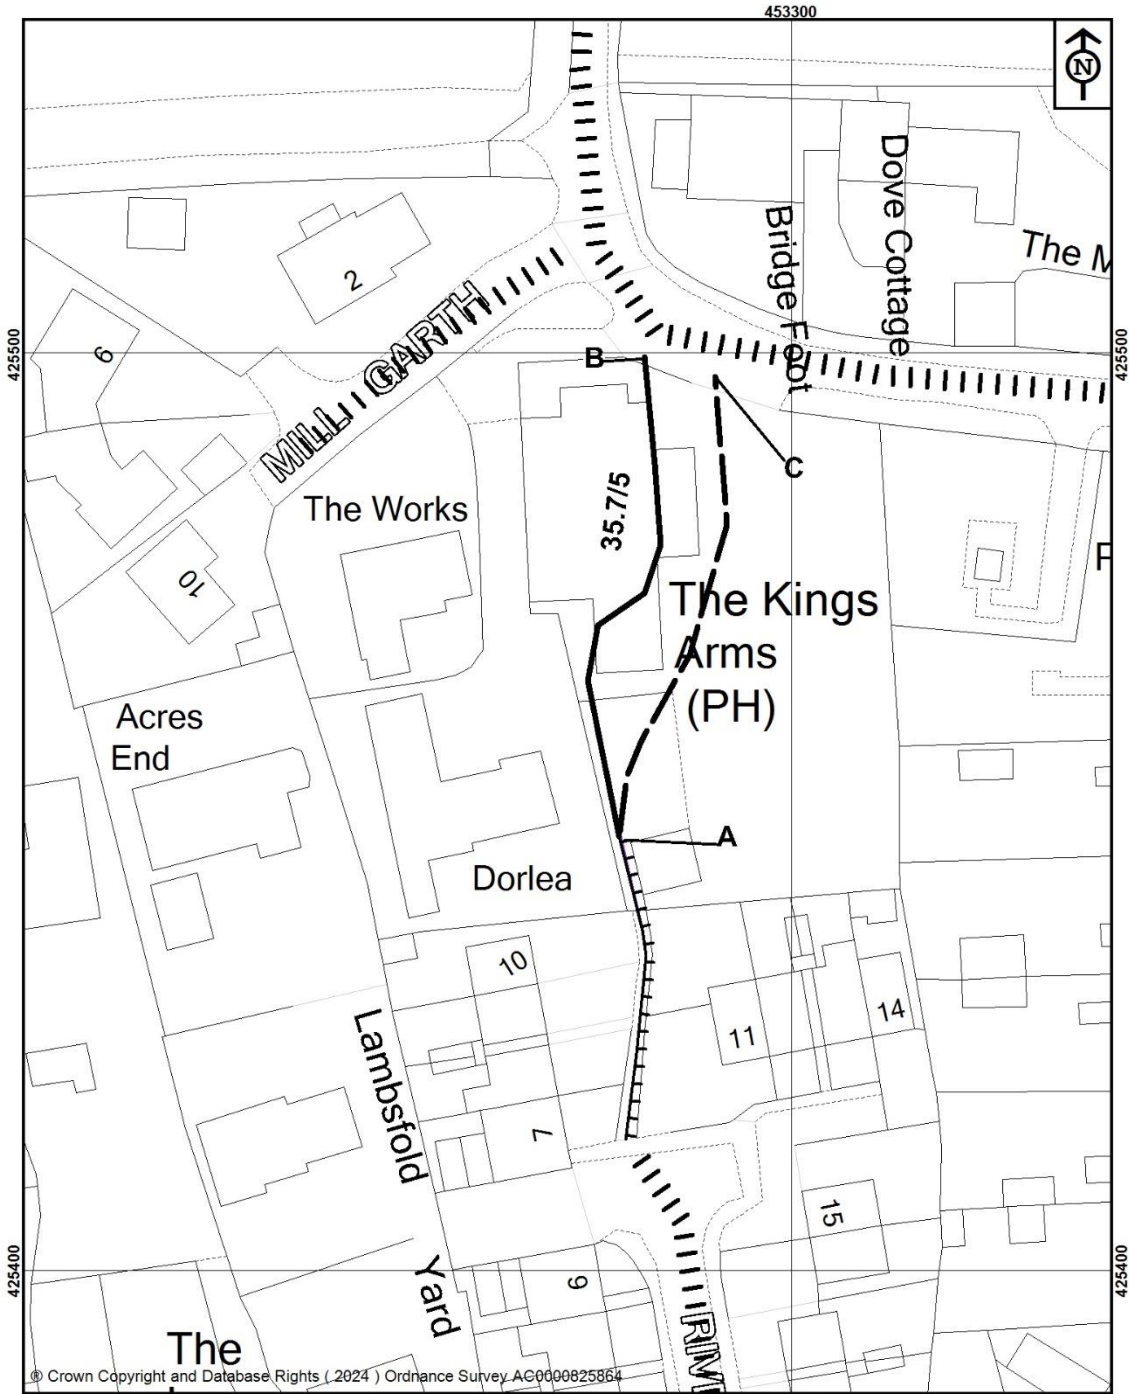 453300
N
Dove Cottage
Bridge Foot
The M
2
9
MILL GARTH
425500
425500
B
C
The Works
35.7/5
10
The Kings
Arms
(PH)
Acres
End
A
Dorlea
10
11
14
Lambsfold
Yard
7
15
425400
425400
6
The
© Crown Copyright and Database Rights ( 2024 ) Ordnance Survey AC0000825864